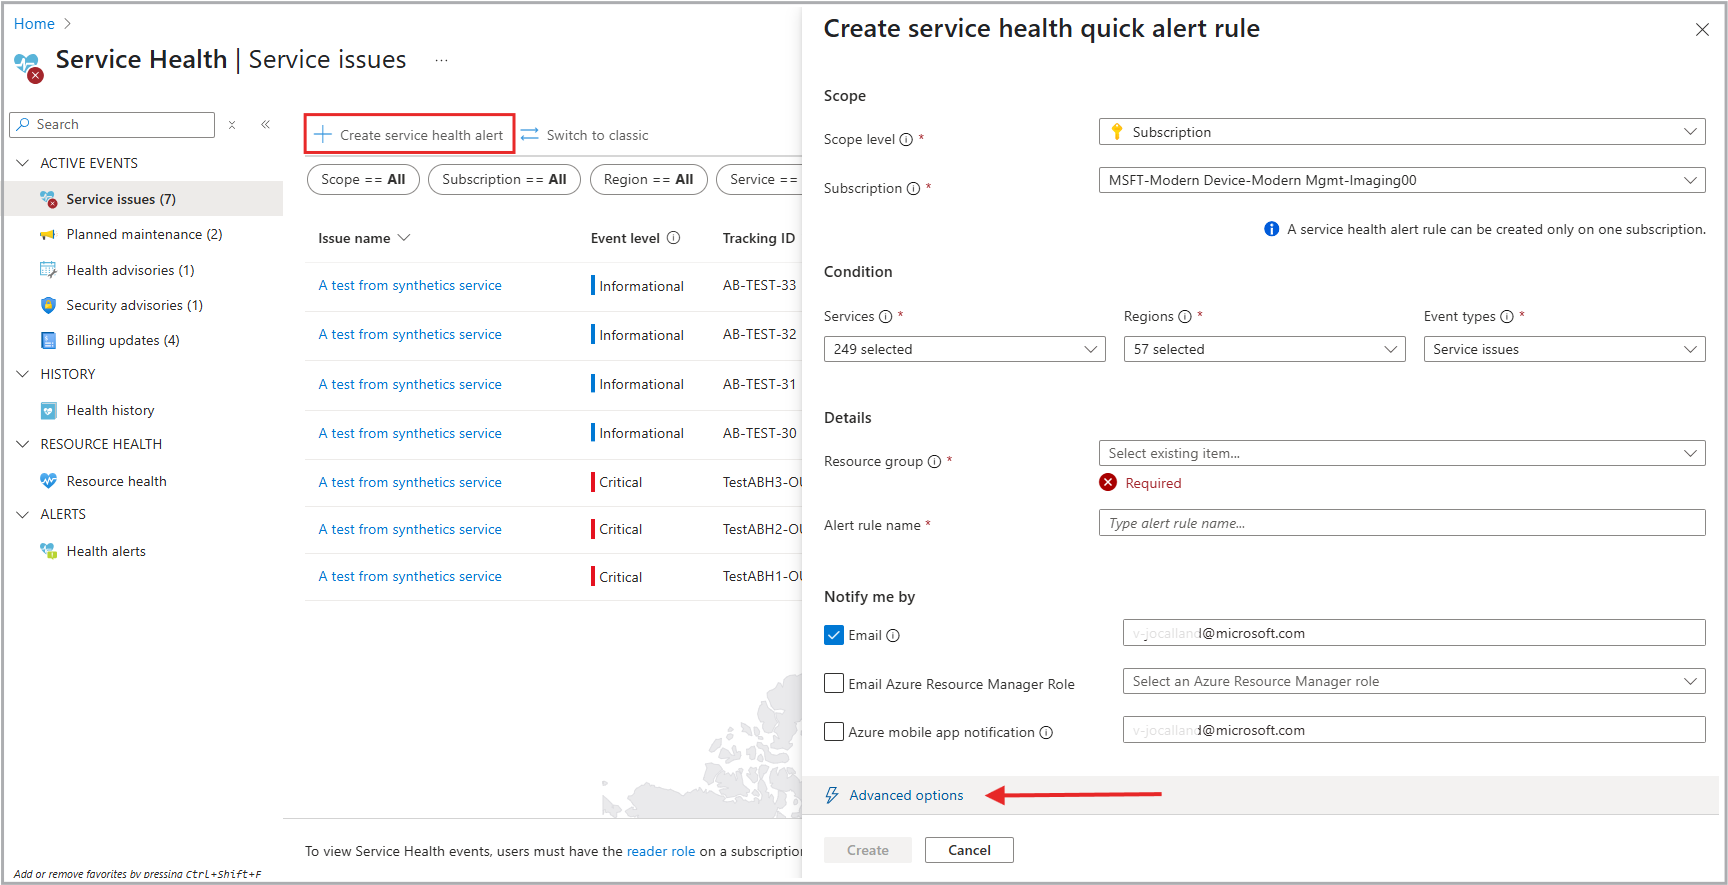 Home
Service Health | Service issues ...
Search
ACTIVE EVENTS
Service issues (7)
Planned maintenance (2)
Health advisories (1)
Security advisories (1)
Billing updates (4)
HISTORY
Health history
RESOURCE HEALTH
Resource health
ALERTS
Health alerts
Add or remove favorites by pressing Ctrl+Shift+F
Create service health alert
Switch to classic
Scope == All
Subscription == All
Region == All
Service ==
Issue name Event level Tracking ID
A test from synthetics service Informational AB-TEST-33
A test from synthetics service Informational AB-TEST-32
A test from synthetics service Informational AB-TEST-31
A test from synthetics service Informational AB-TEST-30
A test from synthetics service Critical TestABH3-OU
A test from synthetics service Critical TestABH2-OU
A test from synthetics service Critical TestABH1-OU
To view Service Health events, users must have the reader role on a subscription
Create service health quick alert rule
Scope
Scope level * Subscription
Subscription * MSFT-Modern Device-Modern Mgmt-Imaging00
A service health alert rule can be created only on one subscription.
Condition
Services * Regions * Event types *
249 selected 57 selected Service issues
Details
Resource group * Select existing item...
Required
Alert rule name * Type alert rule name...
Notify me by
Email v-jocalland@microsoft.com
Email Azure Resource Manager Role Select an Azure Resource Manager role
Azure mobile app notification v-jocalland@microsoft.com
Advanced options
Create Cancel